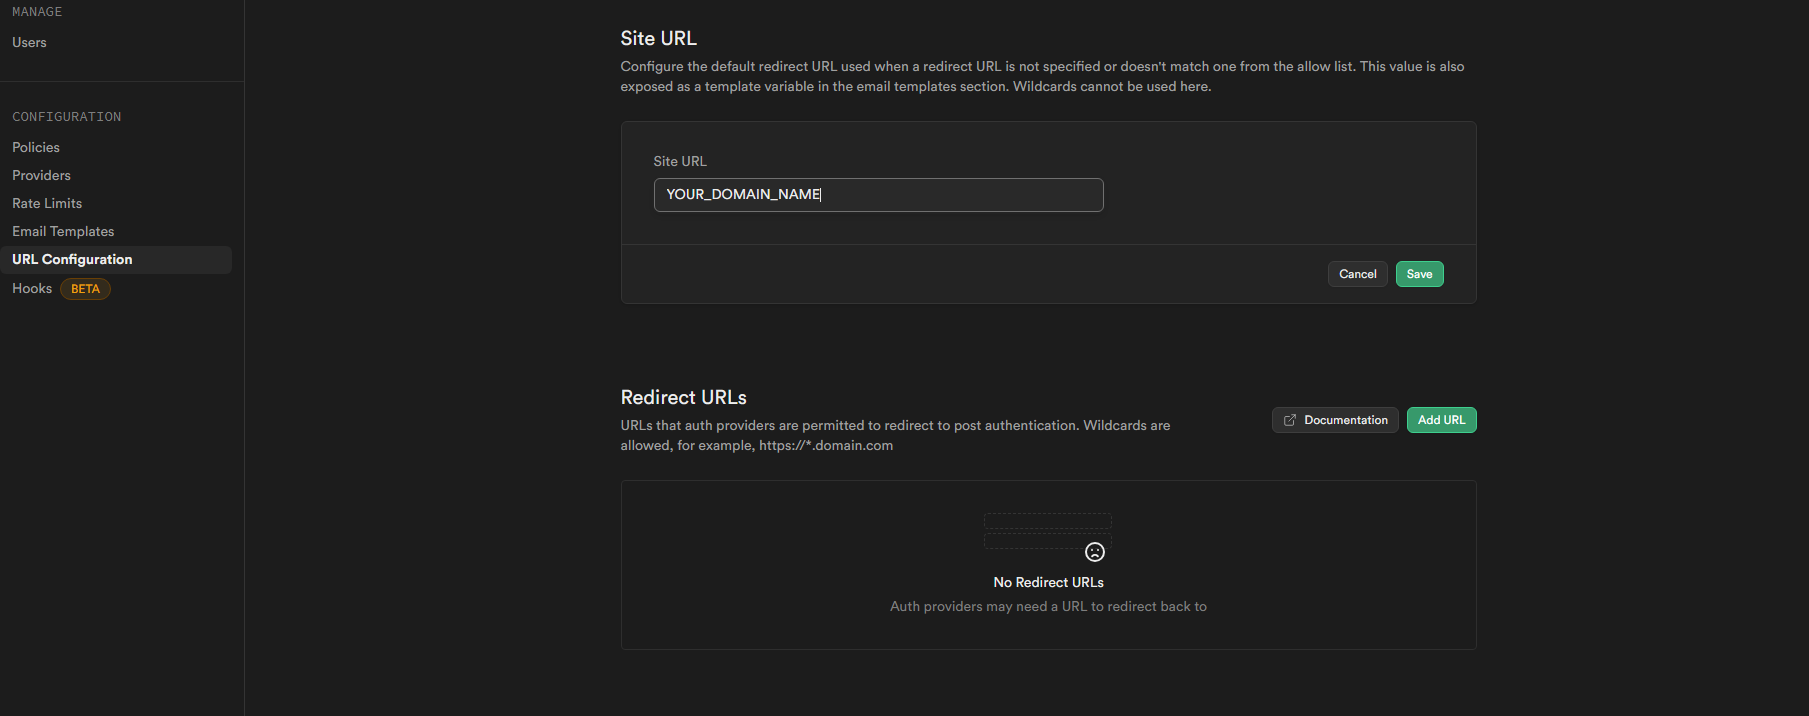 MANAGE
Users
CONFIGURATION
Policies
Providers
Rate Limits
Email Templates
URL Configuration
Hooks BETA
Site URL
Configure the default redirect URL used when a redirect URL is not specified or doesn't match one from the allow list. This value is also
exposed as a template variable in the email templates section. Wildcards cannot be used here.
Site URL
YOUR_DOMAIN_NAME
Cancel Save
Redirect URLs
URLs that auth providers are permitted to redirect to post authentication. Wildcards are
allowed, for example, https://*.domain.com
Documentation Add URL
No Redirect URLs
Auth providers may need a URL to redirect back to